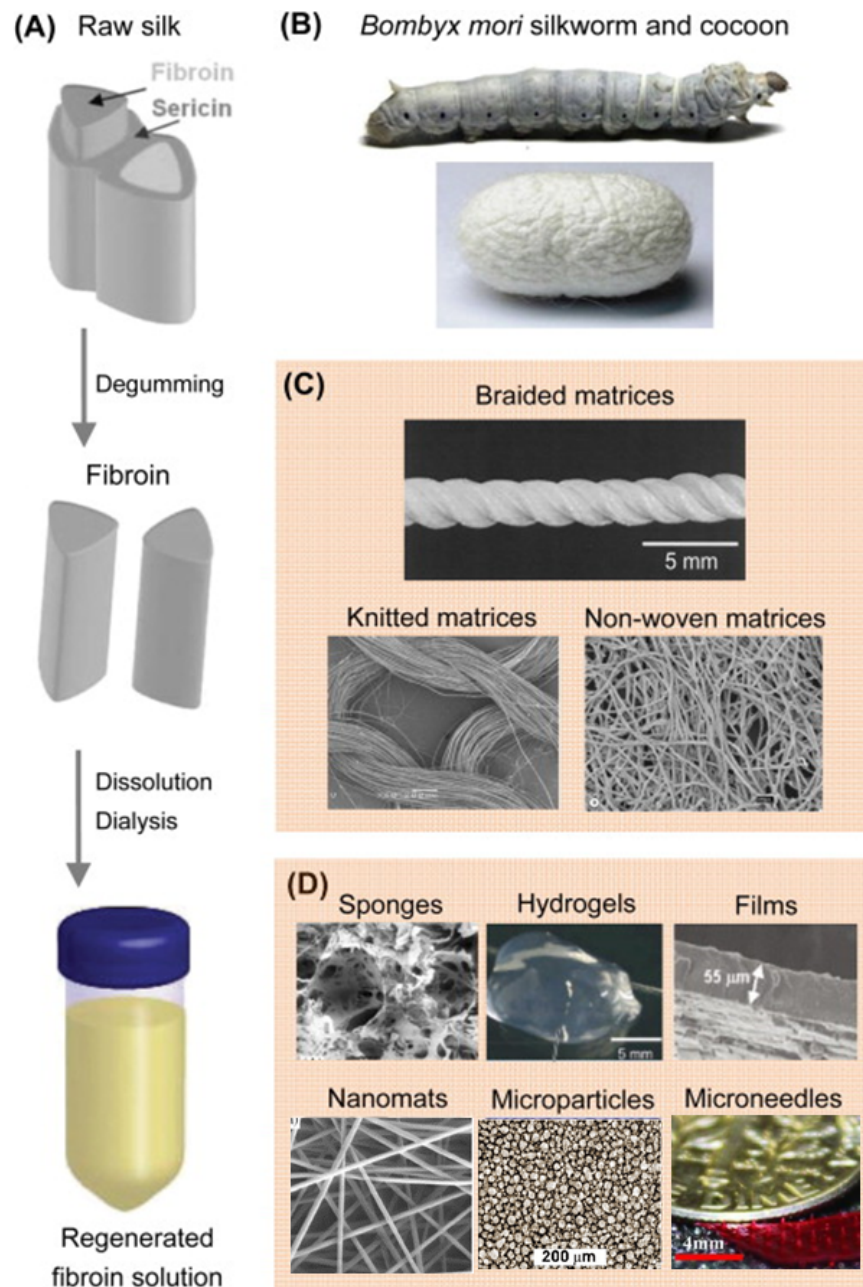 (A) Raw silk
Fibroin
Sericin
Degumming
Fibroin
Dissolution
Dialysis
Regenerated
fibroin solution
(B) Bombyx mori silkworm and cocoon
(C)
Braided matrices
5 mm
Knitted matrices
Non-woven matrices
(D)
Sponges
Hydrogels
Films
5 mm
55 μm
Nanomats
Microparticles
Microneedles
200 μm
4mm